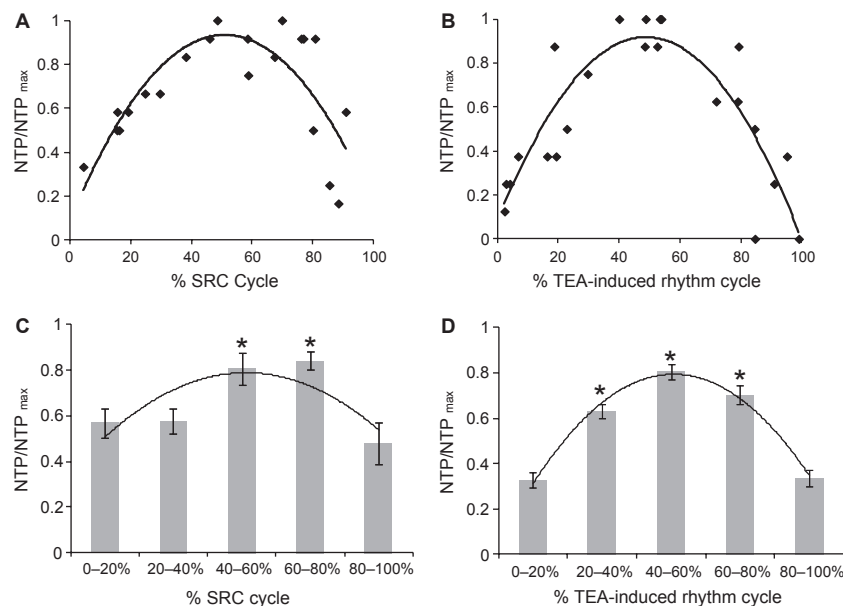 A
NTP/NTP max
1
0.8
0.6
0.4
0.2
0
0 20 40 60 80 100
% SRC Cycle
B
NTP/NTP max
1
0.8
0.6
0.4
0.2
0
0 20 40 60 80 100
% TEA-induced rhythm cycle
C
NTP/NTP max
1
0.8
0.6
0.4
0.2
0
* *
0–20% 20–40% 40–60% 60–80% 80–100%
% SRC cycle
D
NTP/NTP max
1
0.8
0.6
0.4
0.2
0
* * *
0–20% 20–40% 40–60% 60–80% 80–100%
% TEA-induced rhythm cycle